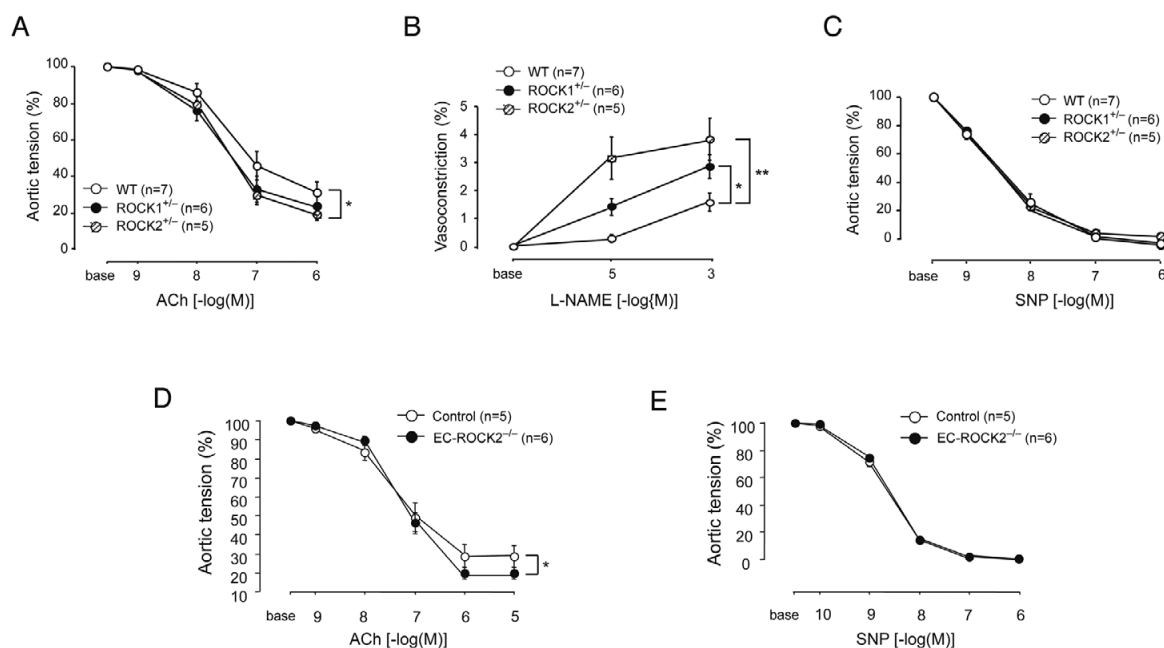 A
100
80
60
40
20
0
Aortic tension (%)
WT (n=7)
ROCK1+/– (n=6)
ROCK2+/– (n=5)
*
base 9 8 7 6
ACh [-log(M)]
B
WT (n=7)
ROCK1+/– (n=6)
ROCK2+/– (n=5)
5
4
3
2
1
0
Vasoconstriction (%)
* **
base 5 3
L-NAME [-log{M)]
C
100
80
60
40
20
0
Aortic tension (%)
WT (n=7)
ROCK1+/– (n=6)
ROCK2+/– (n=5)
base 9 8 7 6
SNP [-log(M)]
D
Control (n=5)
EC-ROCK2–/– (n=6)
100
90
80
70
60
50
40
30
20
10
Aortic tension (%)
*
base 9 8 7 6 5
ACh [-log(M)]
E
Control (n=5)
EC-ROCK2–/– (n=6)
100
80
60
40
20
0
Aortic tension (%)
base 10 9 8 7 6
SNP [-log(M)]